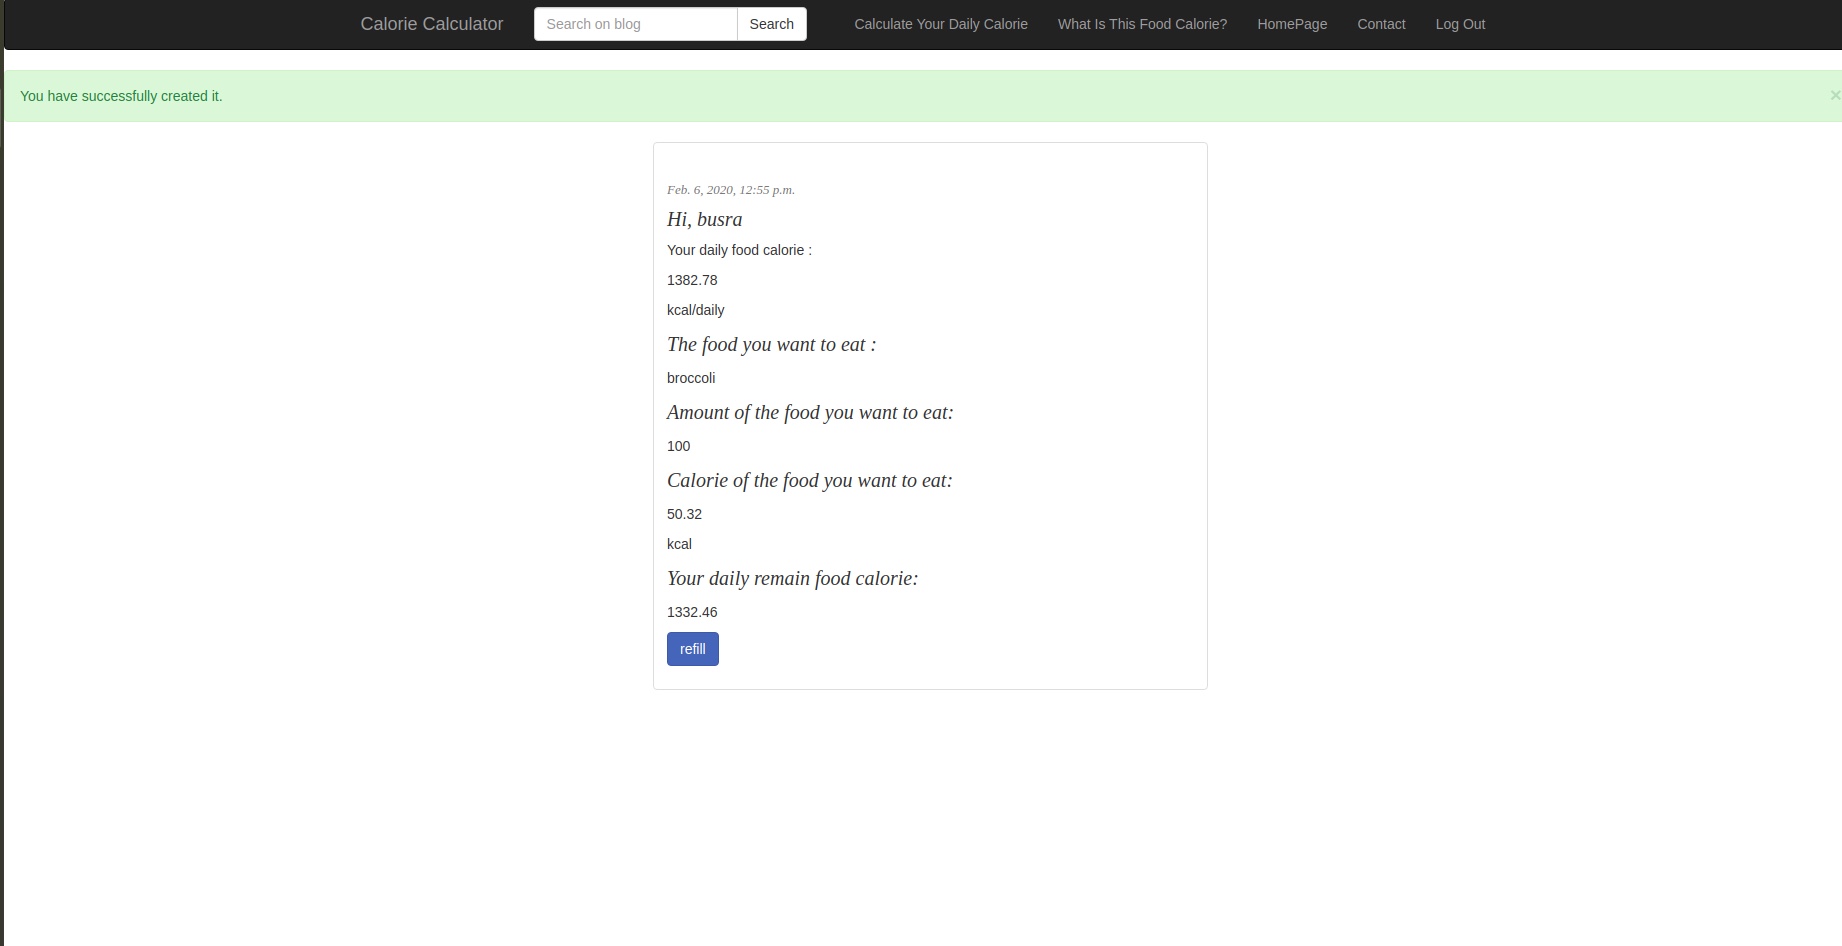 Calorie Calculator Search on blog Search Calculate Your Daily Calorie What Is This Food Calorie? HomePage Contact Log Out
You have successfully created it. ×
Feb. 6, 2020, 12:55 p.m.
Hi, busra
Your daily food calorie :
1382.78
kcal/daily
The food you want to eat :
broccoli
Amount of the food you want to eat:
100
Calorie of the food you want to eat:
50.32
kcal
Your daily remain food calorie:
1332.46
refill